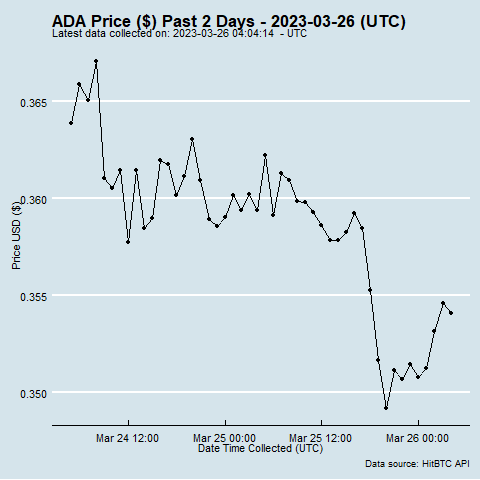 ADA Price ($) Past 2 Days - 2023-03-26 (UTC)
Latest data collected on: 2023-03-26 04:04:14 - UTC
0.365
0.360
0.355
0.350
Price USD ($)
Mar 24 12:00
Mar 25 00:00
Mar 25 12:00
Mar 26 00:00
Date Time Collected (UTC)
Data source: HitBTC API